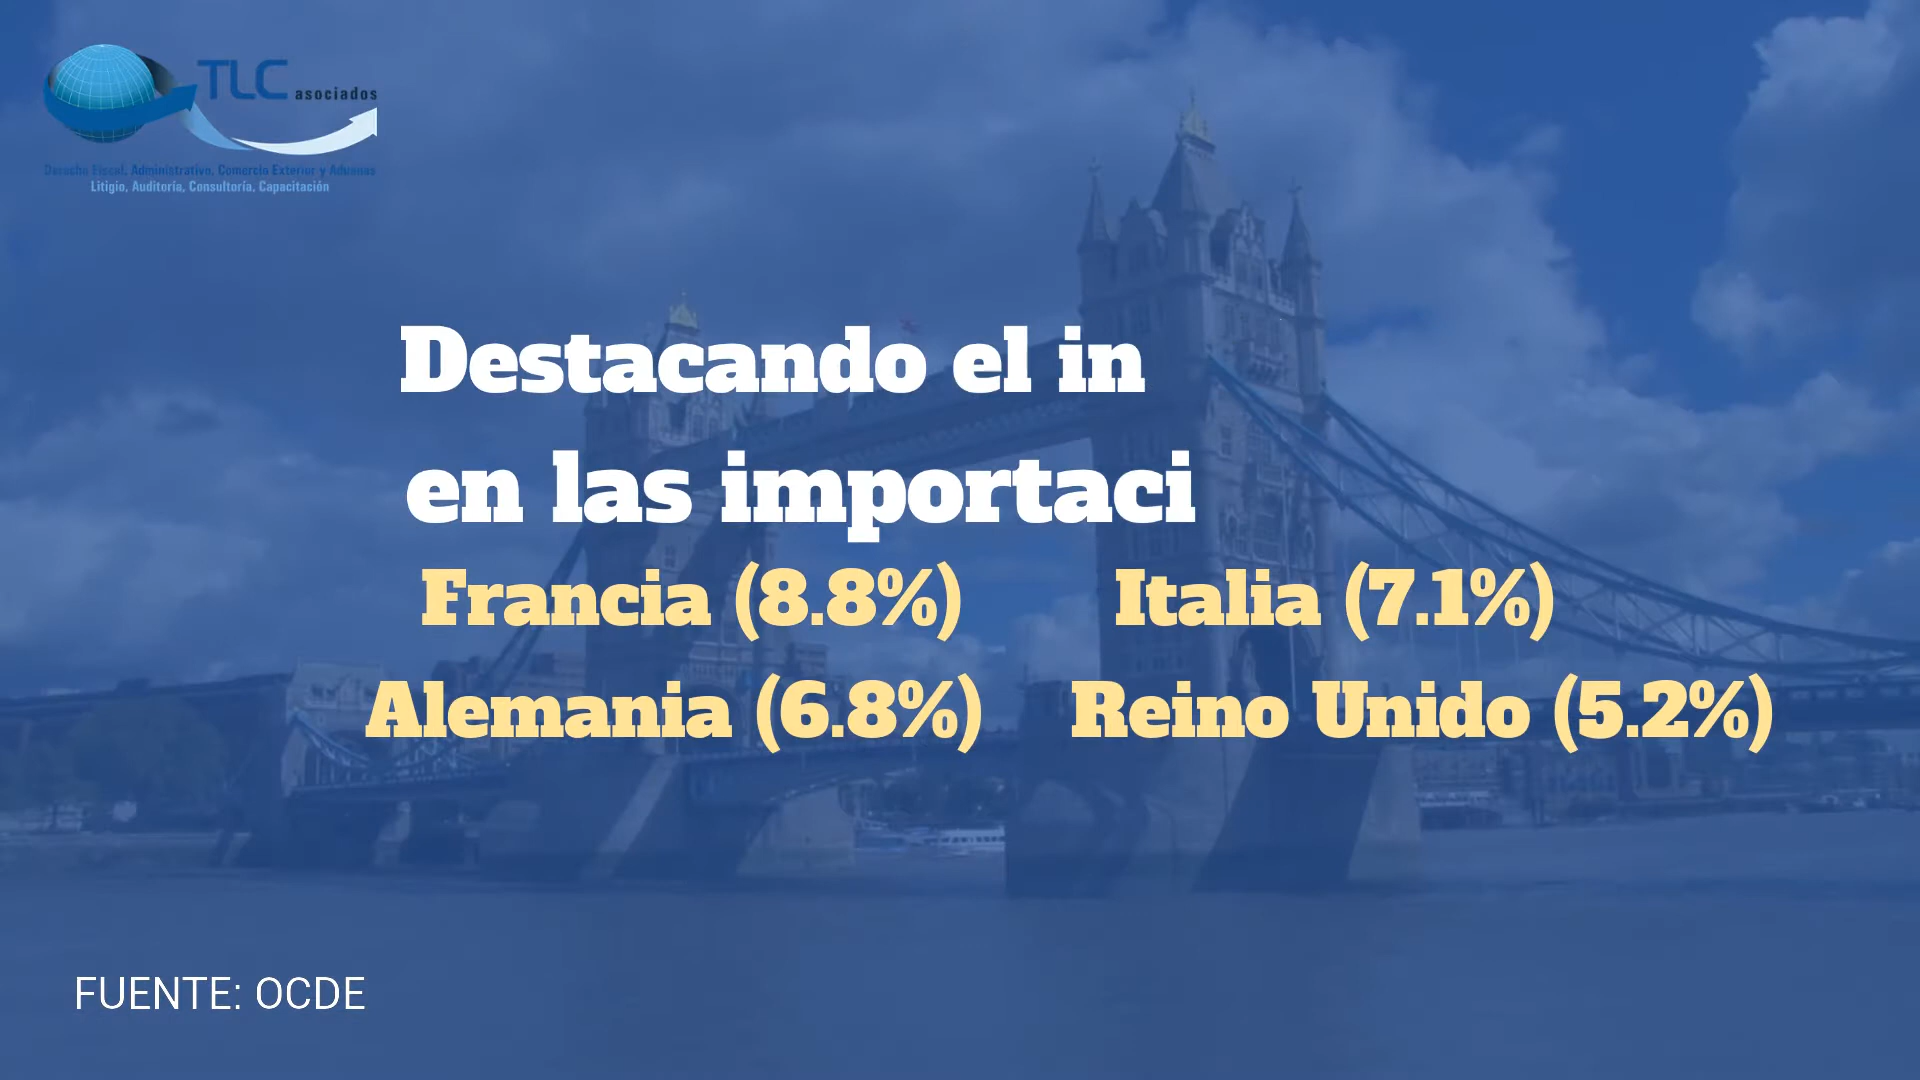 TLC asociados
Derecho Fiscal, Administrativo, Comercio Exterior y Aduanas
Litigio, Auditoría, Consultoría, Capacitación
Destacando el in
en las importaci
Francia (8.8%) Italia (7.1%)
Alemania (6.8%) Reino Unido (5.2%)
FUENTE: OCDE